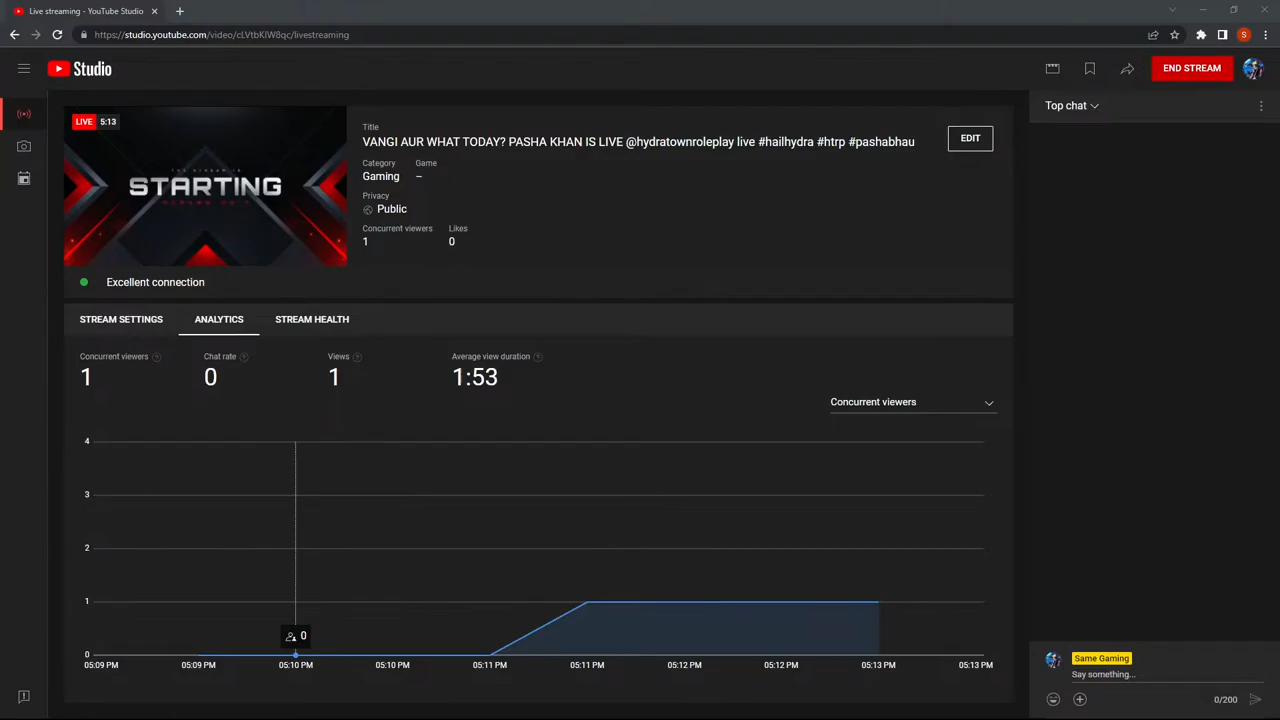 Live streaming - YouTube Studio
https://studio.youtube.com/video/cLVtbKlW8qc/livestreaming
S
Studio
END STREAM
LIVE 5:13
STARTING
Title
VANGI AUR WHAT TODAY? PASHA KHAN IS LIVE @hydratownroleplay live #hailhydra #htrp #pashabhau
EDIT
Category Game
Gaming –
Privacy
Public
Concurrent viewers Likes
1 0
Excellent connection
Top chat
STREAM SETTINGS ANALYTICS STREAM HEALTH
Concurrent viewers Chat rate Views Average view duration
1 0 1 1:53
Concurrent viewers
4
3
2
1
0
0
05:09 PM 05:09 PM 05:10 PM 05:10 PM 05:11 PM 05:11 PM 05:12 PM 05:12 PM 05:13 PM 05:13 PM
Same Gaming
Say something...
0/200